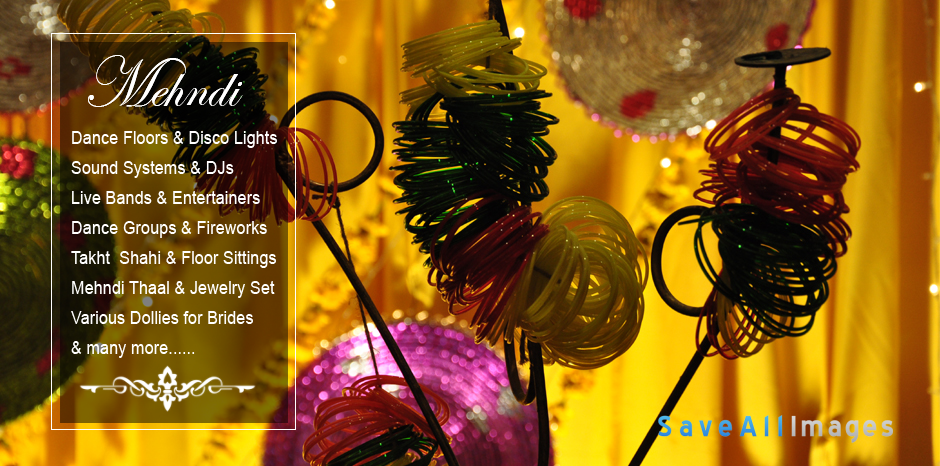 Mehndi
Dance Floors & Disco Lights
Sound Systems & DJs
Live Bands & Entertainers
Dance Groups & Fireworks
Takht  Shahi & Floor Sittings
Mehndi Thaal & Jewelry Set
Various Dollies for Brides
& many more......
SaveAllImages